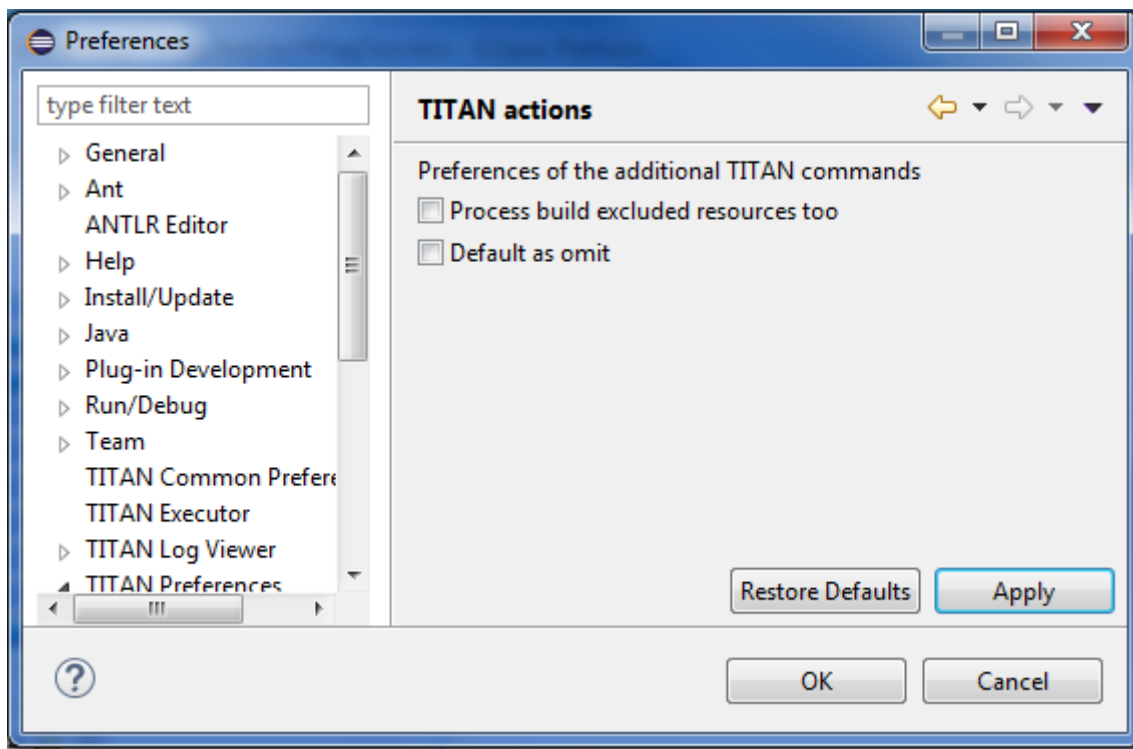 Preferences
type filter text
General
Ant
ANTLR Editor
Help
Install/Update
Java
Plug-in Development
Run/Debug
Team
TITAN Common Prefere
TITAN Executor
TITAN Log Viewer
TITAN Preferences
TITAN actions
Preferences of the additional TITAN commands
Process build excluded resources too
Default as omit
Restore Defaults
Apply
?
OK
Cancel